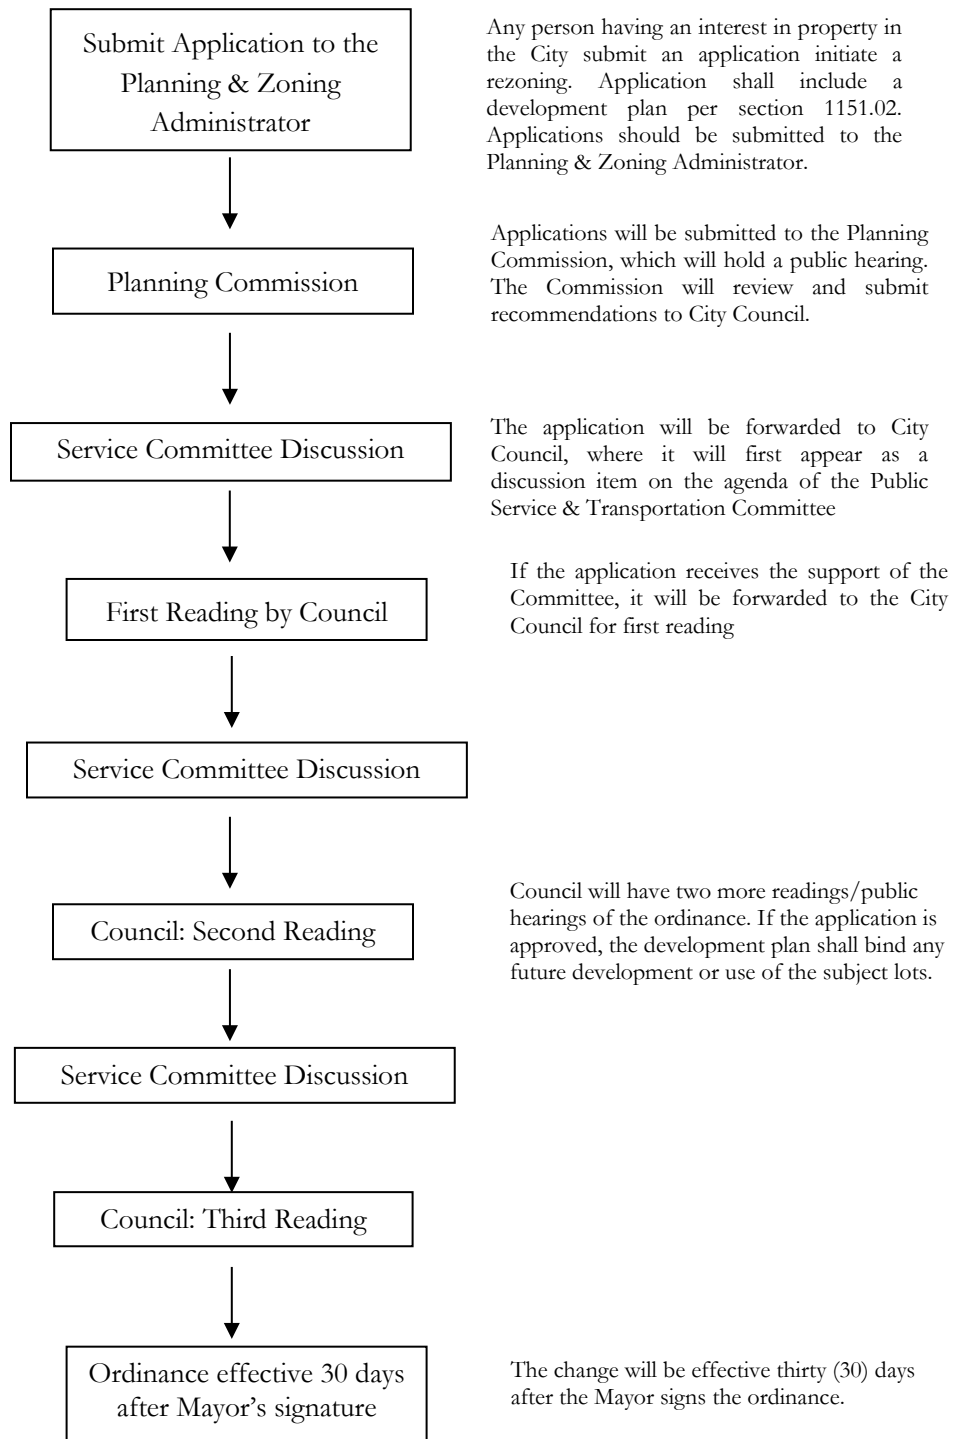 Submit Application to the
Planning & Zoning
Administrator
Any person having an interest in property in
the City submit an application initiate a
rezoning. Application shall include a
development plan per section 1151.02.
Applications should be submitted to the
Planning & Zoning Administrator.
Planning Commission
Applications will be submitted to the Planning
Commission, which will hold a public hearing.
The Commission will review and submit
recommendations to City Council.
Service Committee Discussion
The application will be forwarded to City
Council, where it will first appear as a
discussion item on the agenda of the Public
Service & Transportation Committee
First Reading by Council
If the application receives the support of the
Committee, it will be forwarded to the City
Council for first reading
Service Committee Discussion
Council: Second Reading
Council will have two more readings/public
hearings of the ordinance. If the application is
approved, the development plan shall bind any
future development or use of the subject lots.
Service Committee Discussion
Council: Third Reading
Ordinance effective 30 days
after Mayor’s signature
The change will be effective thirty (30) days
after the Mayor signs the ordinance.